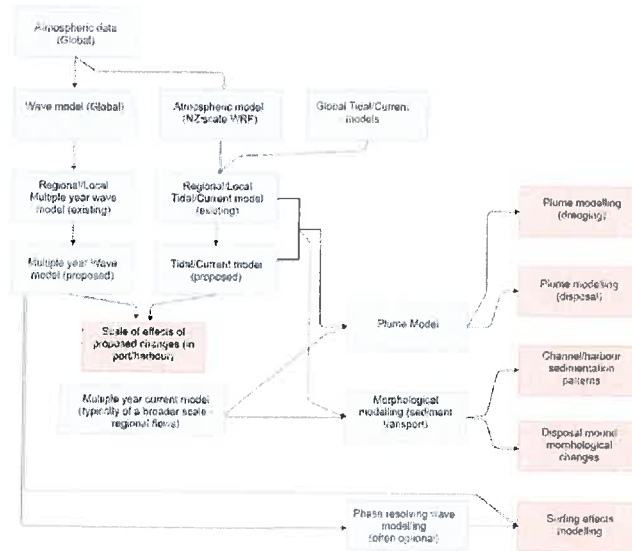 Atmospheric data
(Global)
Wave model (Global)
Atmospheric model
(NZ-scale WRF)
Global Tidal/Current
models
Regional/Local
Multiple year wave
model (existing)
Regional/Local
Tidal/Current model
(existing)
Plume modelling
(dredging)
Multiple year Wave
model (proposed)
Tidal/Current model
(proposed)
Plume modelling
(disposal)
Scale of effects of
proposed changes (in
port/harbour)
Plume Model
Channel/harbour
sedimentation
patterns
Multiple year current model
(typically of a broader scale -
regional flows)
Morphological
modelling (sediment
transport)
Disposal mound
morphological
changes
Phase resolving wave
modelling
(often optional)
Surfing effects
modelling